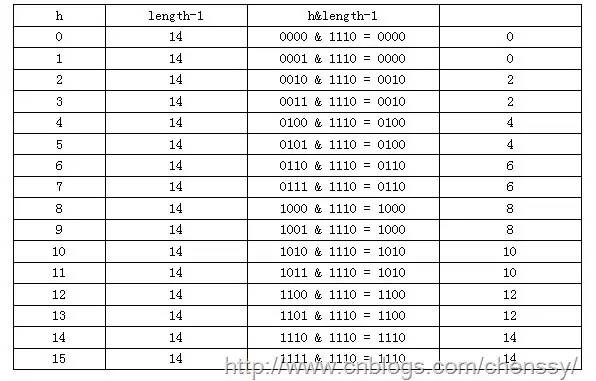 h length-1 h&length-1
0 14 0000 & 1110 = 0000 0
1 14 0001 & 1110 = 0000 0
2 14 0010 & 1110 = 0010 2
3 14 0011 & 1110 = 0010 2
4 14 0100 & 1110 = 0100 4
5 14 0101 & 1110 = 0100 4
6 14 0110 & 1110 = 0110 6
7 14 0111 & 1110 = 0110 6
8 14 1000 & 1110 = 1000 8
9 14 1001 & 1110 = 1000 8
10 14 1010 & 1110 = 1010 10
11 14 1011 & 1110 = 1010 10
12 14 1100 & 1110 = 1100 12
13 14 1101 & 1110 = 1100 12
14 14 1110 & 1110 = 1110 14
15 14 1111 & 1110 = 1110 14
http://www.cnblogs.com/chenssy/